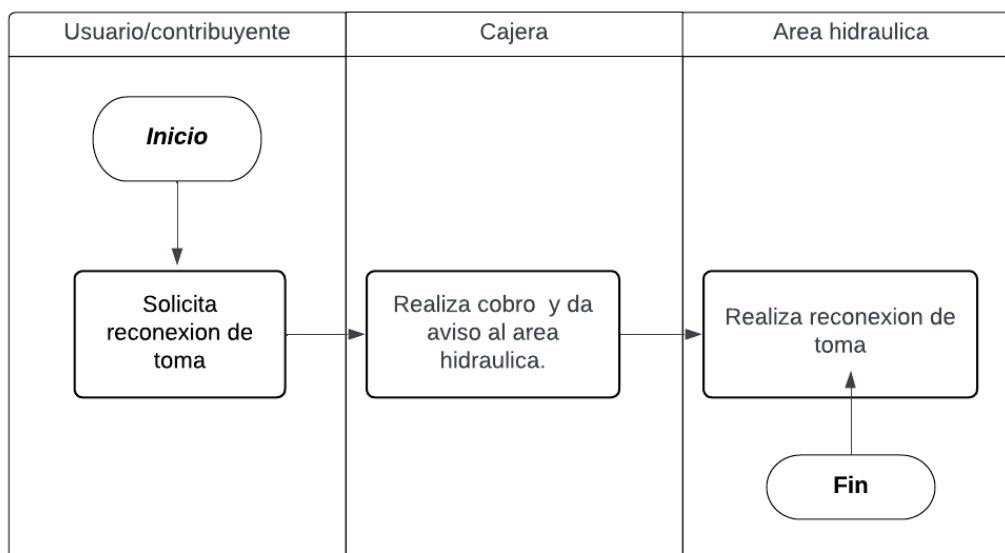 Usuario/contribuyente
Cajera
Area hidraulica
Inicio
Solicita
reconexion de
toma
Realiza cobro y da
aviso al area
hidraulica.
Realiza reconexion de
toma
Fin